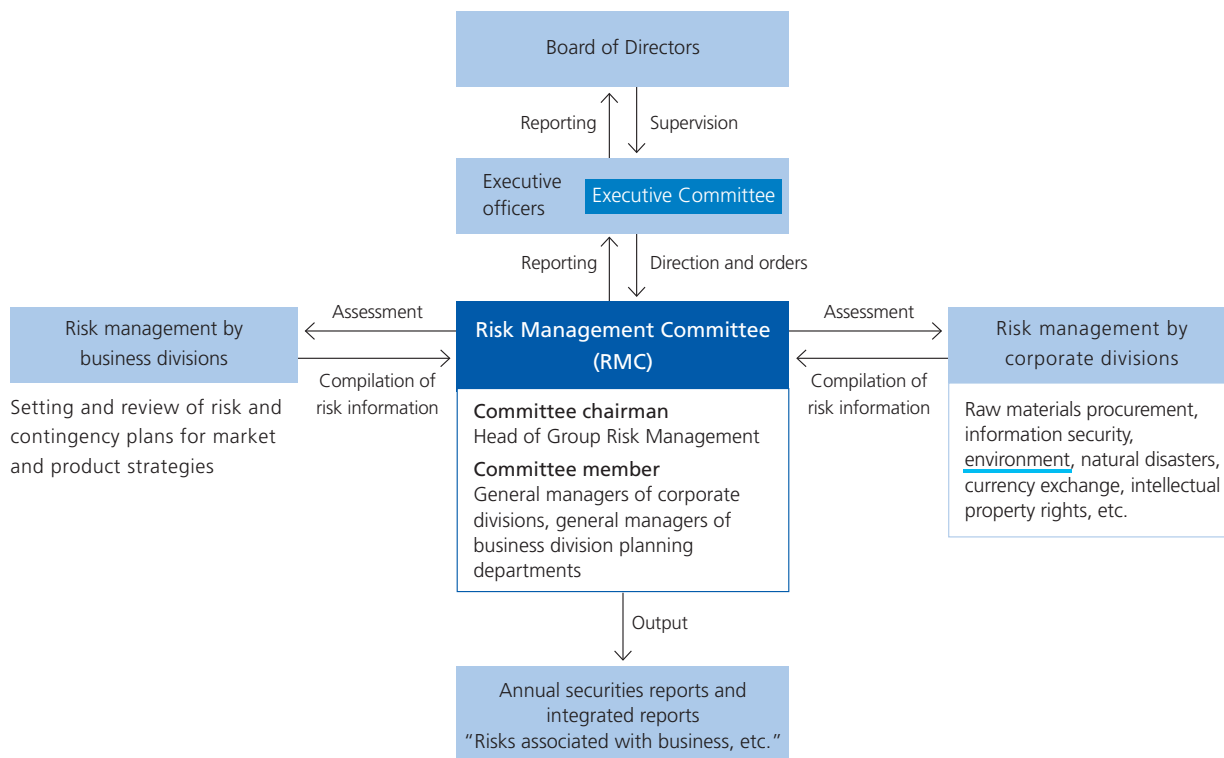 Board of Directors
Reporting
Supervision
Executive
officers
Executive Committee
Reporting
Direction and orders
Risk management by
business divisions
Setting and review of risk and
contingency plans for market
and product strategies
Assessment
Compilation of
risk information
Risk Management Committee
(RMC)
Committee chairman
Head of Group Risk Management
Committee member
General managers of corporate
divisions, general managers of
business division planning
departments
Assessment
Compilation of
risk information
Risk management by
corporate divisions
Raw materials procurement,
information security,
environment, natural disasters,
currency exchange, intellectual
property rights, etc.
Output
Annual securities reports and
integrated reports
“Risks associated with business, etc.”